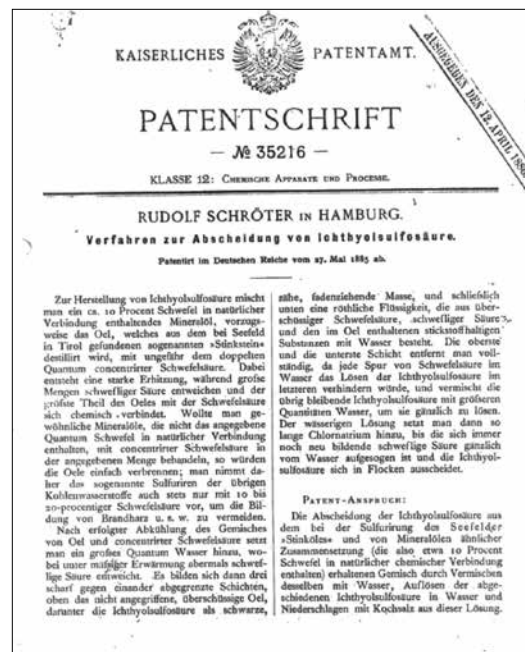 KAISERLICHES PATENTAMT.
AUSGEGEBEN DEN 12. APRIL
PATENTSCHRIFT
— № 35216 —
KLASSE 12: CHEMISCHE APPARATE UND PROCESSE.
RUDOLF SCHRÖTER IN HAMBURG.
Verfahren zur Abscheidung von Ichthyolsulfosäure.
Patentirt im Deutschen Reiche vom 27. Mai 1885 ab.
Zur Herstellung von Ichthyolsulfosäure mischt
man ein ca. 10 Procent Schwefel in natürlicher
Verbindung enthaltendes Mineralöl, vorzugs-
weise das Oel, welches aus dem bei Seefeld
in Tirol gefundenen sogenannten »Stinkstein«
destillirt wird, mit ungefähr dem doppelten
Quantum concentrirter Schwefelsäure. Dabei
entsteht eine starke Erhitzung, während große
Mengen schwefliger Säure entweichen und der
größte Theil des Oeles mit der Schwefelsäure
sich chemisch verbindet. Wollte man ge-
wöhnliche Mineralöle, die nicht das angegebene
Quantum Schwefel in natürlicher Verbindung
enthalten, mit concentrirter Schwefelsäure in
der angegebenen Menge behandeln, so würden
die Oele einfach verbrennen; man nimmt da-
her das sogenannte Sulfuriren der übrigen
Kohlenwasserstoffe auch stets nur mit 10 bis
20-procentiger Schwefelsäure vor, um die Bil-
dung von Brandharz u. s. w. zu vermeiden.
Nach erfolgter Abkühlung des Gemisches
von Oel und concentrirter Schwefelsäure setzt
man ein großes Quantum Wasser hinzu, wo-
bei unter mäßiger Erwärmung abermals schwef-
lige Säure entweicht. Es bilden sich dann drei
scharf gegen einander abgegrenzte Schichten,
oben das nicht angegriffene, überschüssige Oel,
darunter die Ichthyolsulfosäure als schwarze,
zähe, fadenziehende Masse, und schließlich
unten eine röthliche Flüssigkeit, die aus über-
schüssiger Schwefelsäure, schwefliger Säure
und den im Oel enthaltenen stickstoffhaltigen
Substanzen mit Wasser besteht. Die oberste
und die unterste Schicht entfernt man voll-
ständig, da jede Spur von Schwefelsäure im
Wasser das Lösen der Ichthyolsulfosäure im
letzteren verhindern würde, und vermischt die
übrig bleibende Ichthyolsulfosäure mit größeren
Quantitäten Wasser, um sie gänzlich zu lösen.
Der wässerigen Lösung setzt man dann so
lange Chlornatrium hinzu, bis die sich immer
noch neu bildende schweflige Säure gänzlich
vom Wasser aufgesogen ist und die Ichthyol-
sulfosäure sich in Flocken ausscheidet.
PATENT-ANSPRUCH:
Die Abscheidung der Ichthyolsulfosäure aus
dem bei der Sulfurirung des Seefelder
»Stinköles« und von Mineralölen ähnlicher
Zusammensetzung (die also etwa 10 Procent
Schwefel in natürlicher chemischer Verbindung
enthalten) erhaltenen Gemisch durch Vermischen
desselben mit Wasser, Auflösen der abge-
schiedenen Ichthyolsulfosäure in Wasser und
Niederschlagen mit Kochsalz aus dieser Lösung.